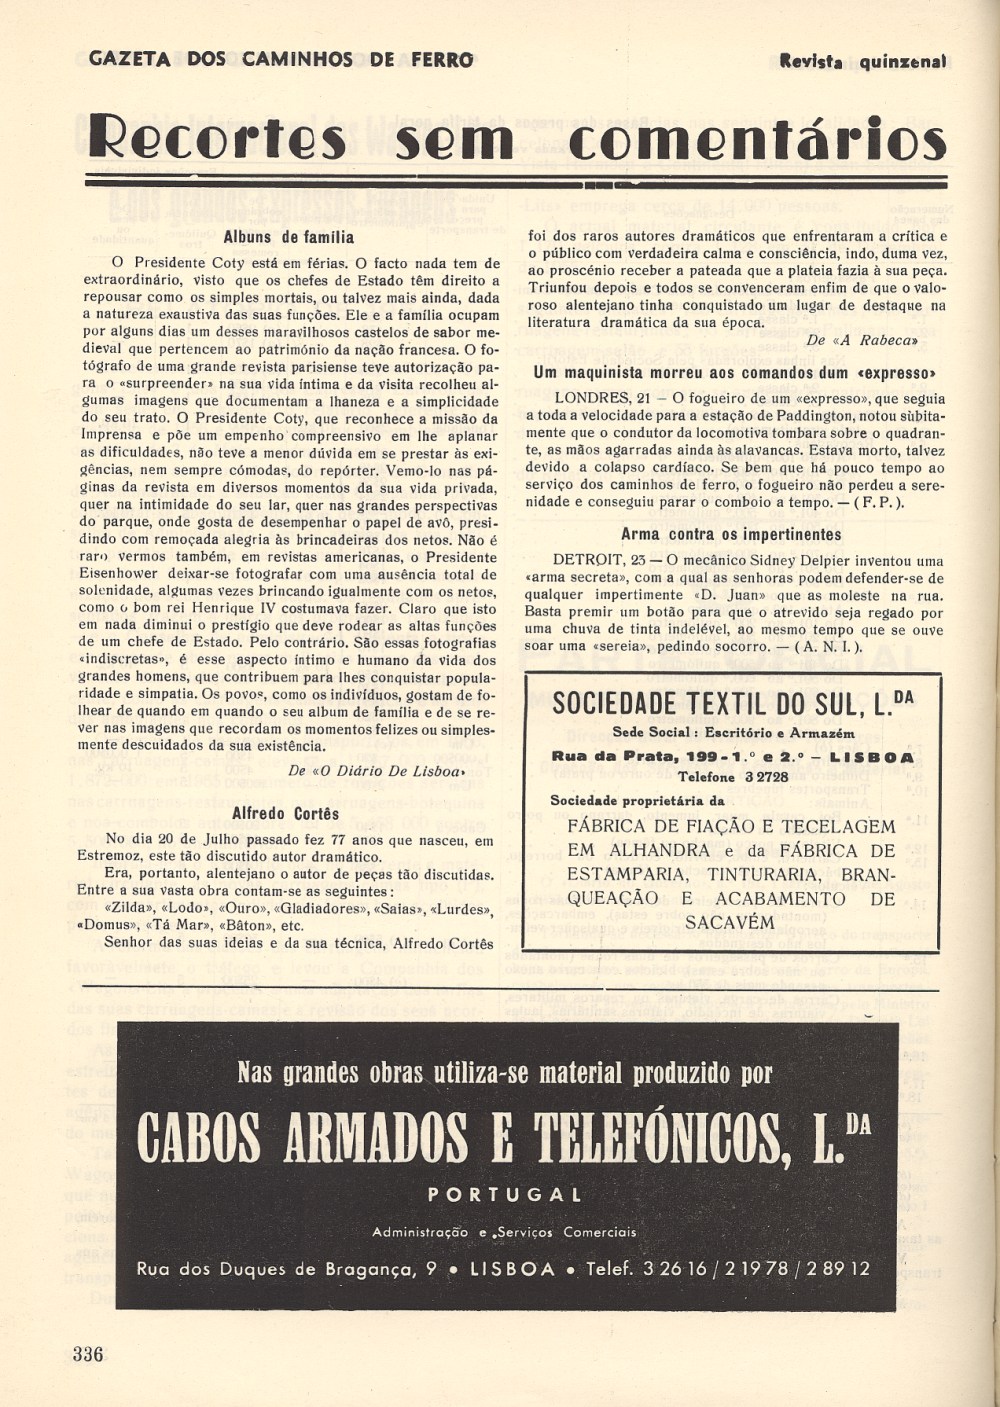 GAZETA DOS CAMINHOS DE FERRO
Revista quinzenal
Recortes sem comentários
Albuns de família
O Presidente Coty está em férias. O facto nada tem de
extraordinário, visto que os chefes de Estado têm direito a
repousar como os simples mortais, ou talvez mais ainda, dada
a natureza exaustiva das suas funções. Ele e a família ocupam
por alguns dias um desses maravilhosos castelos de sabor me-
dieval que pertencem ao património da nação francesa. O fo-
tógrafo de uma grande revista parisiense teve autorização pa-
ra o «surpreender» na sua vida íntima e da visita recolheu al-
gumas imagens que documentam a lhaneza e a simplicidade
do seu trato. O Presidente Coty, que reconhece a missão da
Imprensa e põe um empenho compreensivo em lhe aplanar
as dificuldades, não teve a menor dúvida em se prestar às exi-
gências, nem sempre cómodas, do repórter. Vemo-lo nas pá-
ginas da revista em diversos momentos da sua vida privada,
quer na intimidade do seu lar, quer nas grandes perspectivas
do parque, onde gosta de desempenhar o papel de avô, presi-
dindo com remoçada alegria às brincadeiras dos netos. Não é
raro vermos também, em revistas americanas, o Presidente
Eisenhower deixar-se fotografar com uma ausência total de
solenidade, algumas vezes brincando igualmente com os netos,
como o bom rei Henrique IV costumava fazer. Claro que isto
em nada diminui o prestígio que deve rodear as altas funções
de um chefe de Estado. Pelo contrário. São essas fotografias
«indiscretas», é esse aspecto íntimo e humano da vida dos
grandes homens, que contribuem para lhes conquistar popula-
ridade e simpatia. Os povos, como os indivíduos, gostam de fo-
lhear de quando em quando o seu album de família e de se re-
ver nas imagens que recordam os momentos felizes ou simples-
mente descuidados da sua existência.
De «O Diário De Lisboa»
Alfredo Cortês
No dia 20 de Julho passado fez 77 anos que nasceu, em
Estremoz, este tão discutido autor dramático.
Era, portanto, alentejano o autor de peças tão discutidas.
Entre a sua vasta obra contam-se as seguintes:
«Zilda», «Lodo», «Ouro», «Gladiadores», «Saias», «Lurdes»,
«Domus», «Tá Mar», «Bâton», etc.
Senhor das suas ideias e da sua técnica, Alfredo Cortês
foi dos raros autores dramáticos que enfrentaram a crítica e
o público com verdadeira calma e consciência, indo, duma vez,
ao proscénio receber a pateada que a plateia fazia à sua peça.
Triunfou depois e todos se convenceram enfim de que o valo-
roso alentejano tinha conquistado um lugar de destaque na
literatura dramática da sua época.
De «A Rabeca»
Um maquinista morreu aos comandos dum «expresso»
LONDRES, 21 — O fogueiro de um «expresso», que seguia
a toda a velocidade para a estação de Paddington, notou sùbita-
mente que o condutor da locomotiva tombara sobre o quadran-
te, as mãos agarradas ainda às alavancas. Estava morto, talvez
devido a colapso cardíaco. Se bem que há pouco tempo ao
serviço dos caminhos de ferro, o fogueiro não perdeu a sere-
nidade e conseguiu parar o comboio a tempo. — ( F. P. ).
Arma contra os impertinentes
DETROIT, 23 — O mecânico Sidney Delpier inventou uma
«arma secreta», com a qual as senhoras podem defender-se de
qualquer impertimente «D. Juan» que as moleste na rua.
Basta premir um botão para que o atrevido seja regado por
uma chuva de tinta indelével, ao mesmo tempo que se ouve
soar uma «sereia», pedindo socorro. — ( A. N. I. ).
SOCIEDADE TEXTIL DO SUL, L.DA
Sede Social : Escritório e Armazém
Rua da Prata, 199-1.º e 2.º – LISBOA
Telefone 3 2728
Sociedade proprietária da
FÁBRICA DE FIAÇÃO E TECELAGEM
EM ALHANDRA e da FÁBRICA DE
ESTAMPARIA, TINTURARIA, BRAN-
QUEAÇÃO E ACABAMENTO DE
SACAVÉM
Nas grandes obras utiliza-se material produzido por
CABOS ARMADOS E TELEFÓNICOS, L.DA
PORTUGAL
Administração e Serviços Comerciais
Rua dos Duques de Bragança, 9 • LISBOA • Telef. 3 26 16 / 2 19 78 / 2 89 12
336